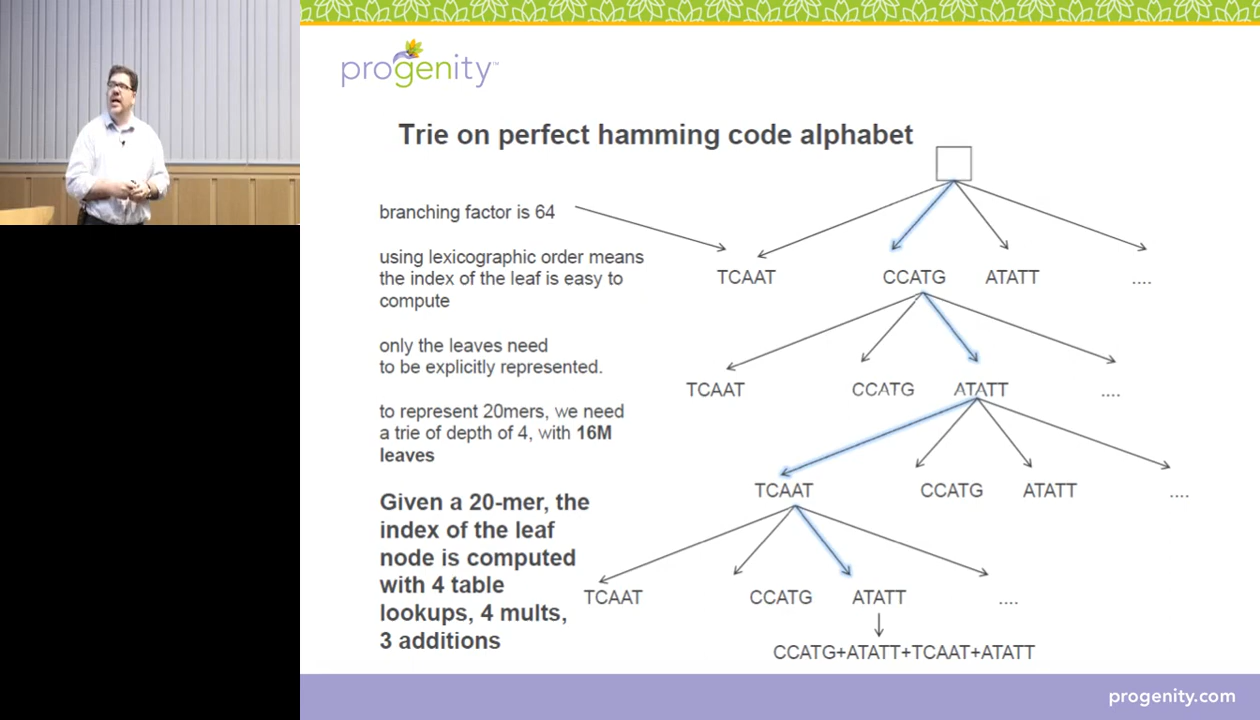 progenity™
Trie on perfect hamming code alphabet
branching factor is 64
using lexicographic order means
the index of the leaf is easy to
compute
only the leaves need
to be explicitly represented.
to represent 20mers, we need
a trie of depth of 4, with 16M
leaves
Given a 20-mer, the
index of the leaf
node is computed
with 4 table
lookups, 4 mults,
3 additions
TCAAT CCATG ATATT ....
TCAAT CCATG ATATT ....
TCAAT CCATG ATATT ....
TCAAT CCATG ATATT ....
CCATG+ATATT+TCAAT+ATATT
progenity.com